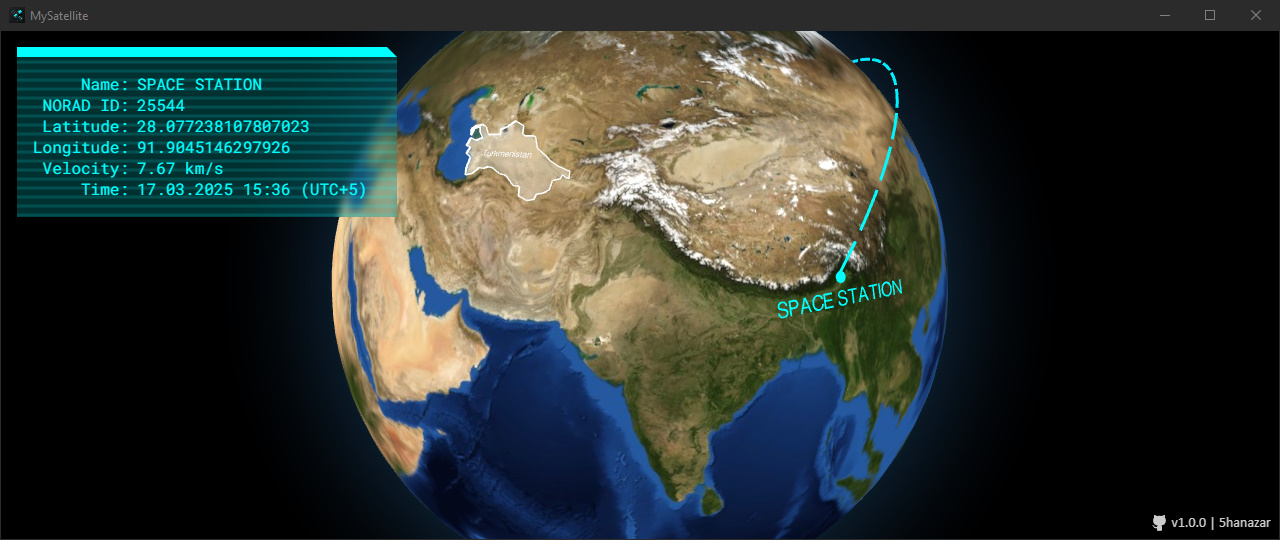 MySatellite
Name: SPACE STATION
NORAD ID: 25544
Latitude: 28.077238107807023
Longitude: 91.9045146297926
Velocity: 7.67 km/s
Time: 17.03.2025 15:36 (UTC+5)
Turkmenistan
SPACE STATION
v1.0.0 | 5hanazar